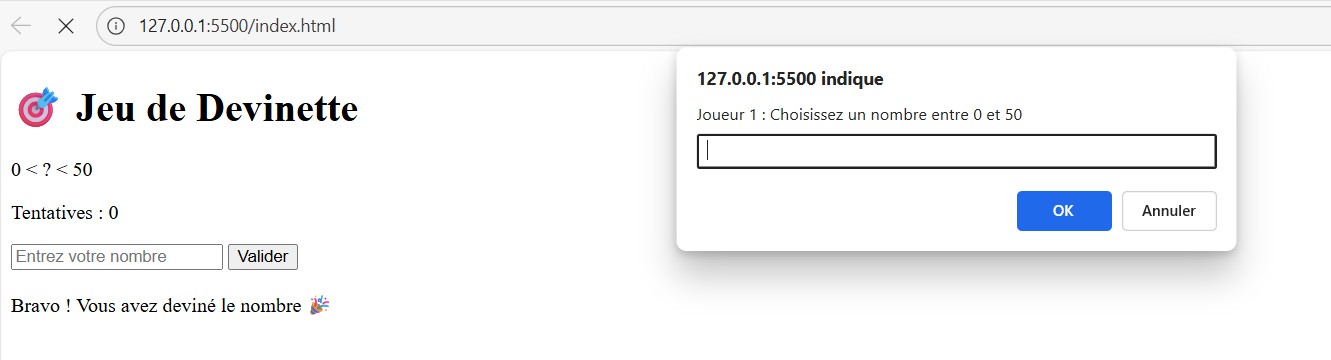 127.0.0.1:5500/index.html
127.0.0.1:5500 indique
Joueur 1 : Choisissez un nombre entre 0 et 50
OK
Annuler
🎯 Jeu de Devinette
0 < ? < 50
Tentatives : 0
Entrez votre nombre
Valider
Bravo ! Vous avez deviné le nombre 🎉